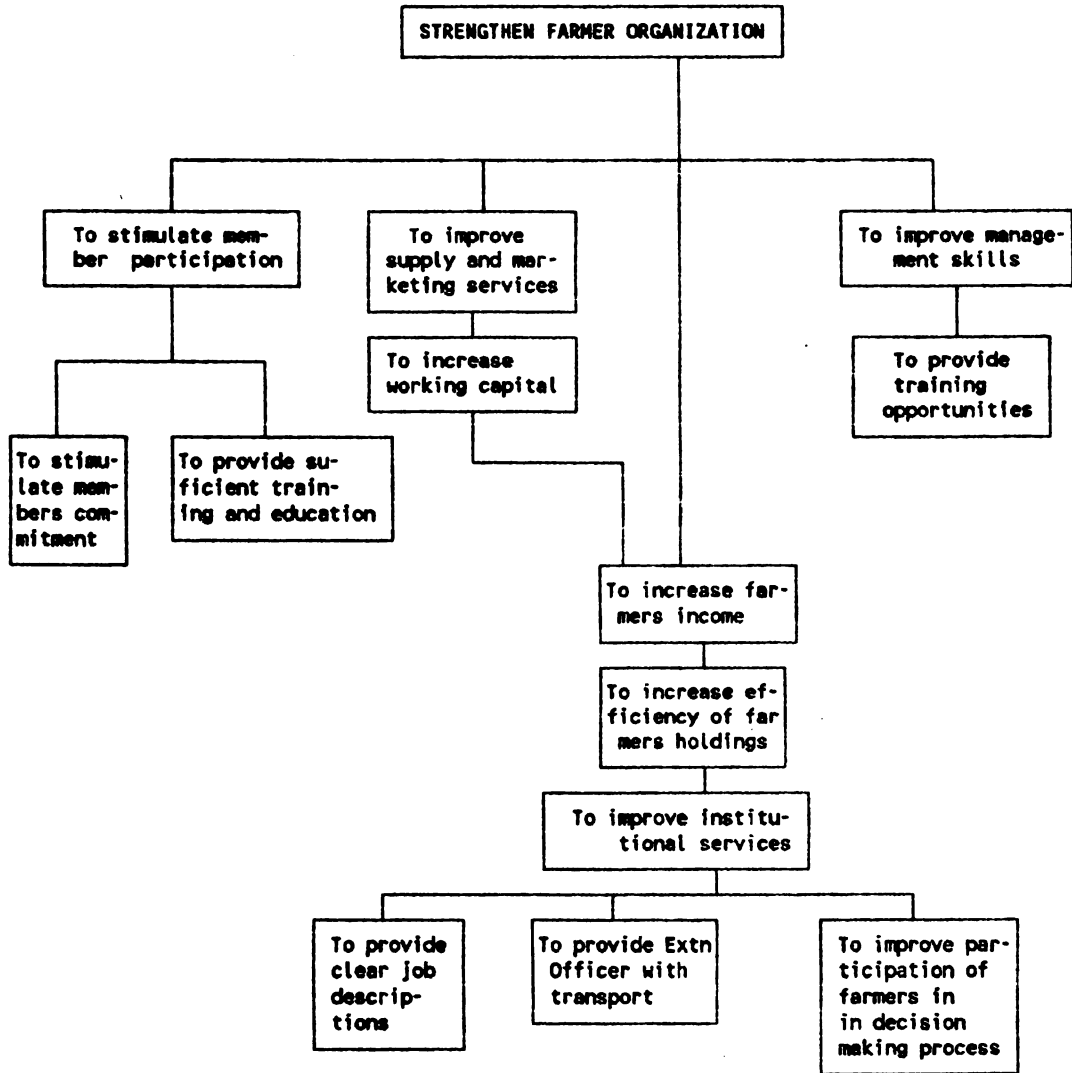 STRENGTHEN FARMER ORGANIZATION
To stimulate mem-
ber participation
To improve
supply and mar-
keting services
To improve manage-
ment skills
To increase
working capital
To provide
training
opportunities
To stimu-
late mem-
bers com-
mitment
To provide suf-
ficient train-
ing and education
To increase far-
mers income
To increase ef-
ficiency of far
mers holdings
To improve institu-
tional services
To provide
clear job
descrip-
tions
To provide Extn
Officer with
transport
To improve par-
ticipation of
farmers in
in decision
making process